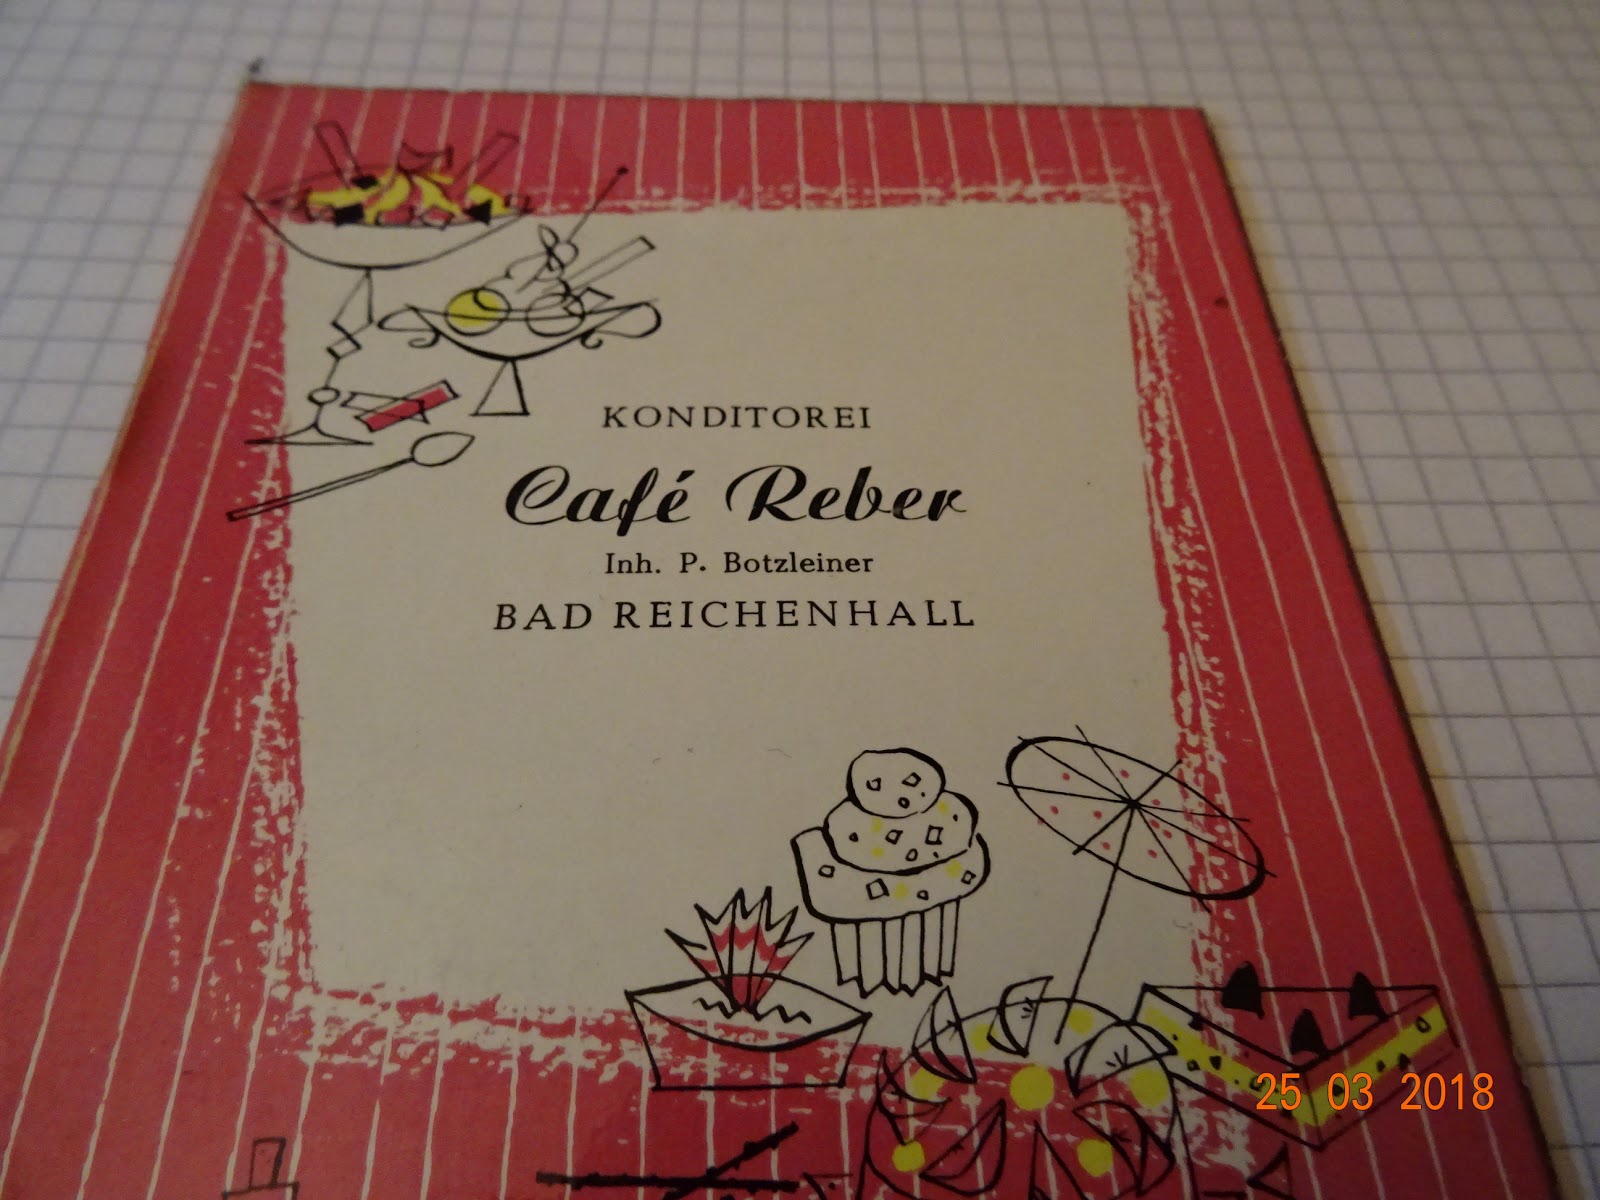 KONDITOREI
Café Reber
Inh. P. Botzleiner
BAD REICHENHALL
25 03 2018